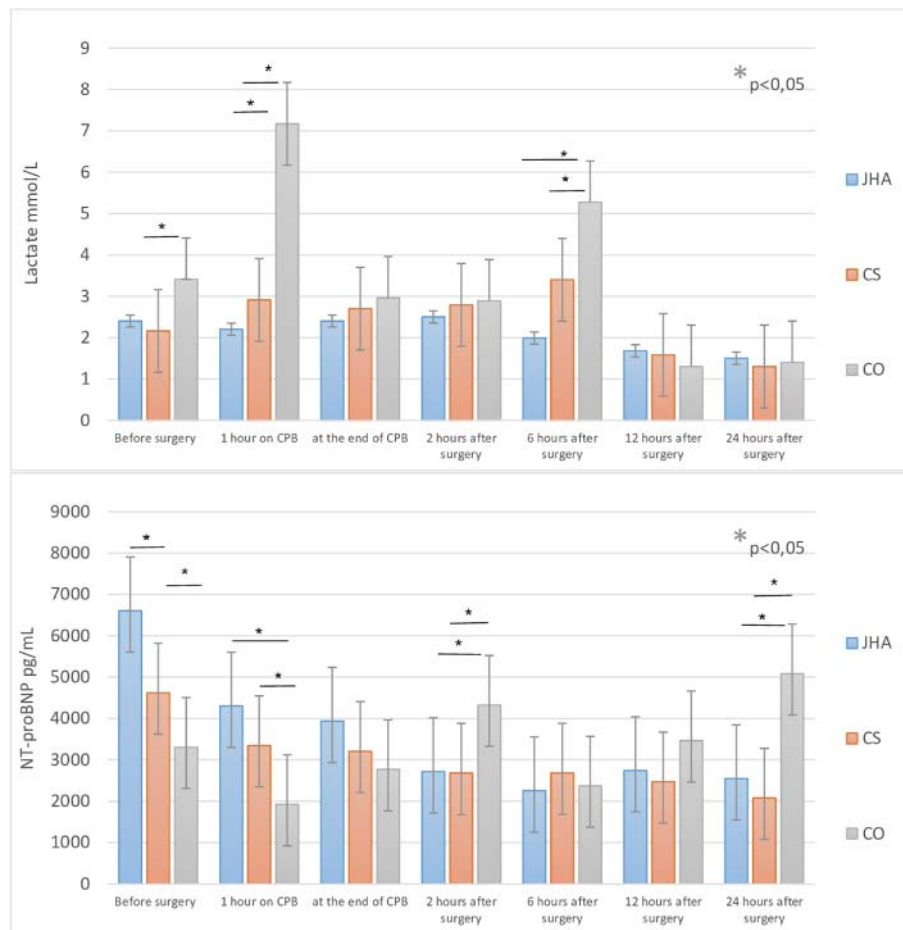 9
8
7
6
5
4
3
2
1
0
Lactate mmol/L
* p<0,05
*
*
*
*
*
JHA
CS
CO
Before surgery
1 hour on CPB
at the end of CPB
2 hours after
surgery
6 hours after
surgery
12 hours after
surgery
24 hours after
surgery
9000
8000
7000
6000
5000
4000
3000
2000
1000
0
NT-proBNP pg/mL
* p<0,05
*
*
*
*
*
*
*
*
JHA
CS
CO
Before surgery
1 hour on CPB
at the end of CPB
2 hours after
surgery
6 hours after
surgery
12 hours after
surgery
24 hours after
surgery